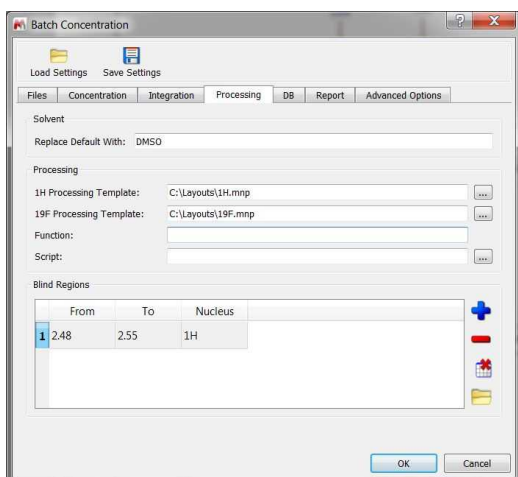 Batch Concentration
Load Settings Save Settings
Files Concentration Integration Processing DB Report Advanced Options
Solvent
Replace Default With: DMSO
Processing
1H Processing Template: C:\Layouts\1H.mnp ...
19F Processing Template: C:\Layouts\19F.mnp ...
Function:
Script: ...
Blind Regions
From To Nucleus
1 2.48 2.55 1H
OK Cancel